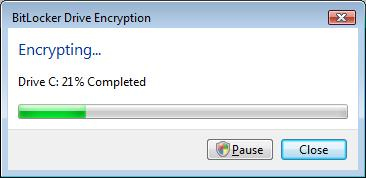 BitLocker Drive Encryption
Encrypting...
Drive C: 21% Completed
Pause
Close